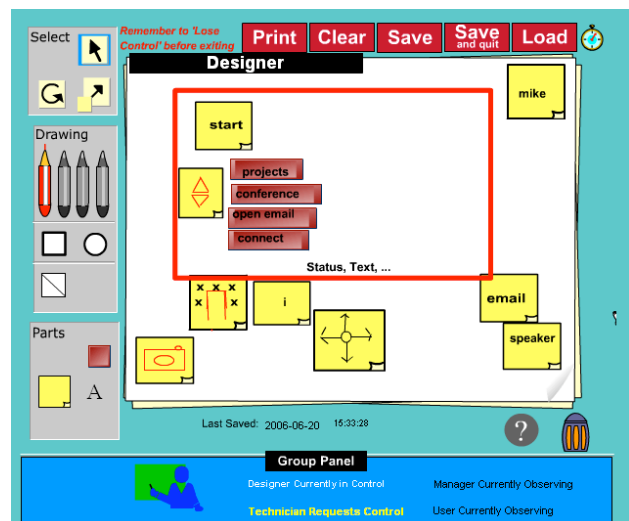 Select
Remember to 'Lose
Control' before exiting
Print
Clear
Save
Save
and quit
Load
Designer
mike
start
Drawing
projects
conference
open email
connect
Status, Text, ...
x x x
x x
i
email
speaker
Parts
A
Last Saved: 2006-06-20 15:33:28
?
Group Panel
Designer Currently in Control
Manager Currently Observing
Technician Requests Control
User Currently Observing